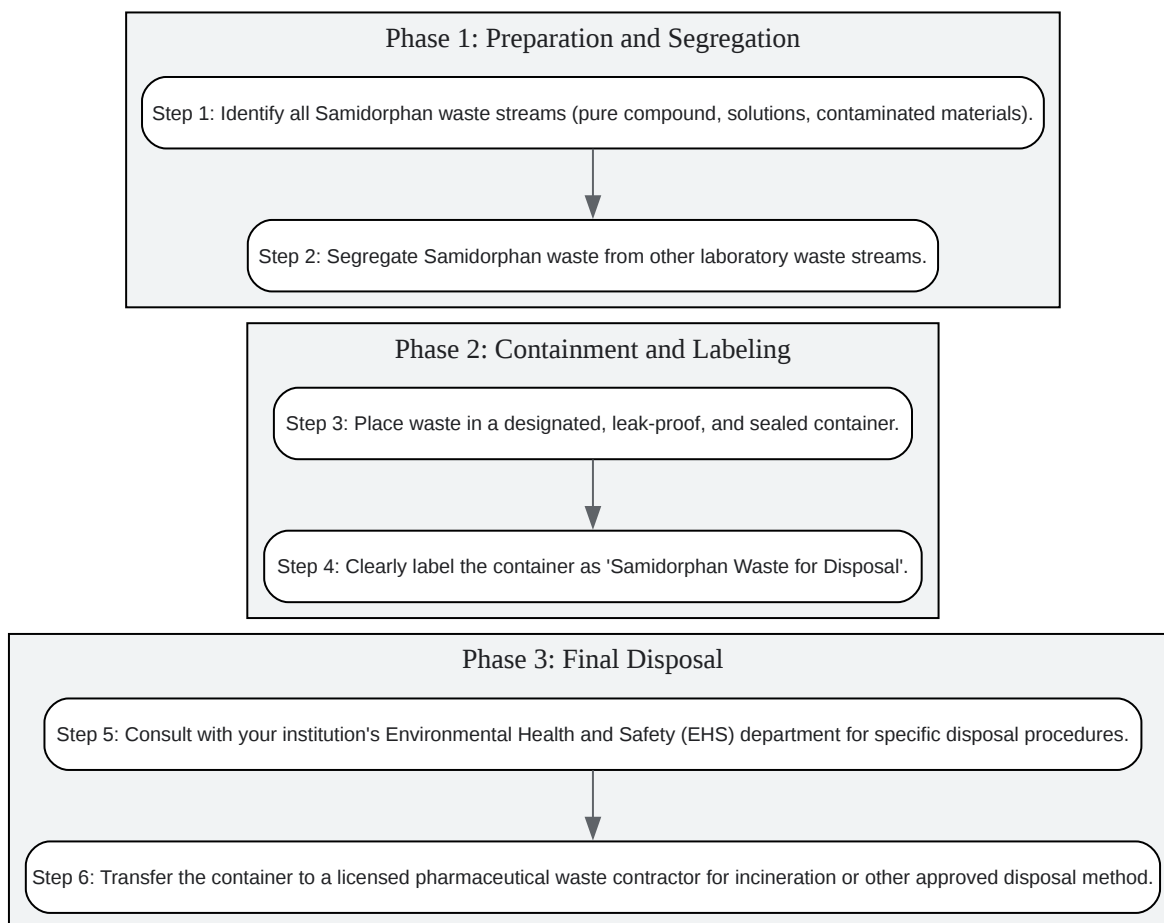 Phase 1: Preparation and Segregation
Step 1: Identify all Samidorphan waste streams (pure compound, solutions, contaminated materials).
Step 2: Segregate Samidorphan waste from other laboratory waste streams.
Phase 2: Containment and Labeling
Step 3: Place waste in a designated, leak-proof, and sealed container.
Step 4: Clearly label the container as 'Samidorphan Waste for Disposal'.
Phase 3: Final Disposal
Step 5: Consult with your institution's Environmental Health and Safety (EHS) department for specific disposal procedures.
Step 6: Transfer the container to a licensed pharmaceutical waste contractor for incineration or other approved disposal method.